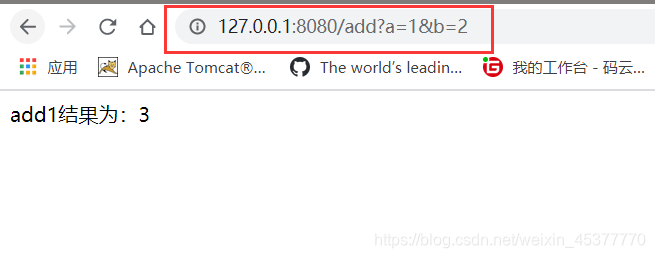 127.0.0.1:8080/add?a=1&b=2
应用 Apache Tomcat®... The world's leadin... 我的工作台 - 码云...
add1结果为：3
https://blog.csdn.net/weixin_45377770